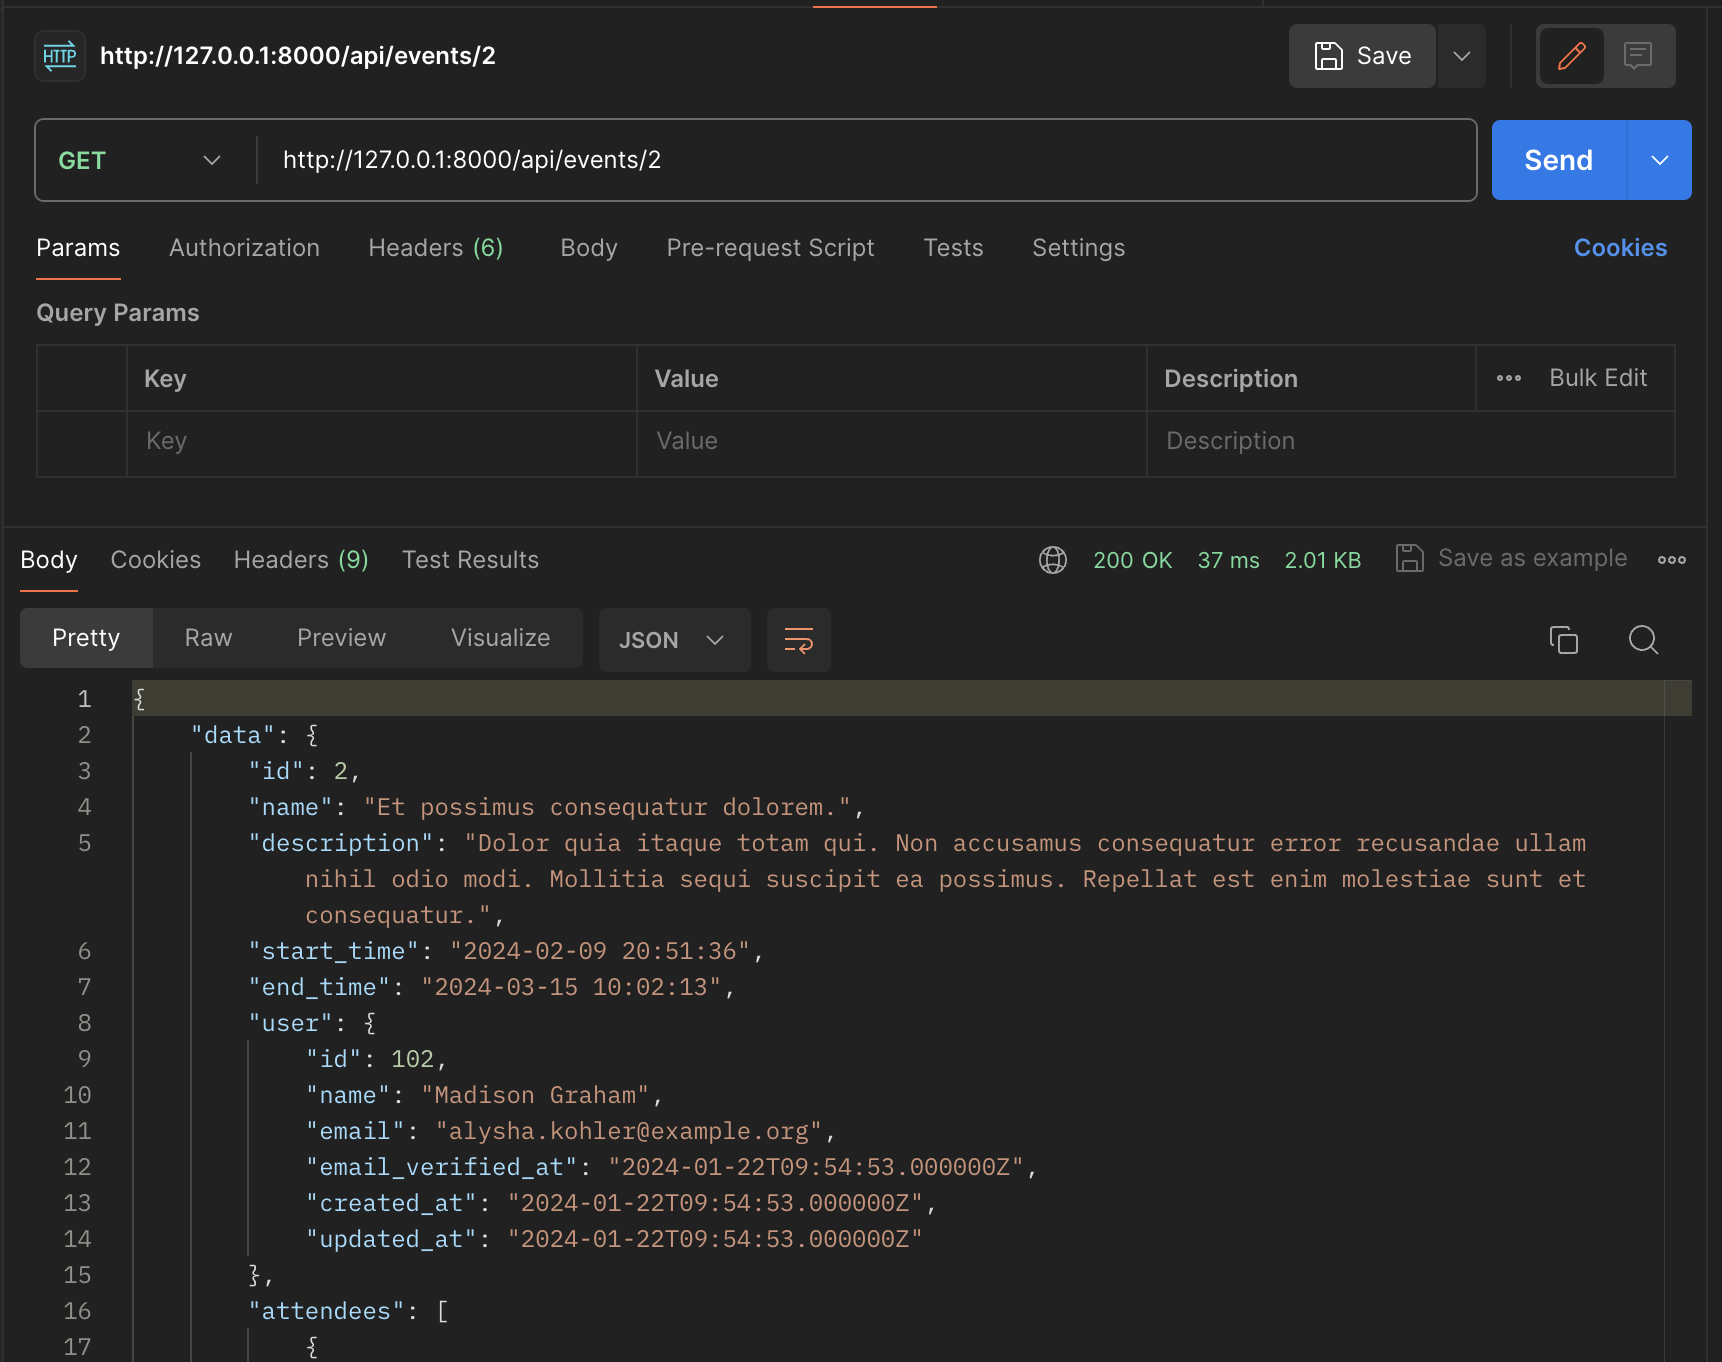 HTTP http://127.0.0.1:8000/api/events/2 Save
GET http://127.0.0.1:8000/api/events/2 Send
Params Authorization Headers (6) Body Pre-request Script Tests Settings Cookies
Query Params
Key Value Description Bulk Edit
Key Value Description
Body Cookies Headers (9) Test Results 200 OK 37 ms 2.01 KB Save as example
Pretty Raw Preview Visualize JSON
1 {
2 "data": {
3 "id": 2,
4 "name": "Et possimus consequatur dolorem.",
5 "description": "Dolor quia itaque totam qui. Non accusamus consequatur error recusandae ullam
nihil odio modi. Mollitia sequi suscipit ea possimus. Repellat est enim molestiae sunt et
consequatur.",
6 "start_time": "2024-02-09 20:51:36",
7 "end_time": "2024-03-15 10:02:13",
8 "user": {
9 "id": 102,
10 "name": "Madison Graham",
11 "email": "alysha.kohler@example.org",
12 "email_verified_at": "2024-01-22T09:54:53.000000Z",
13 "created_at": "2024-01-22T09:54:53.000000Z",
14 "updated_at": "2024-01-22T09:54:53.000000Z"
15 },
16 "attendees": [
17 {